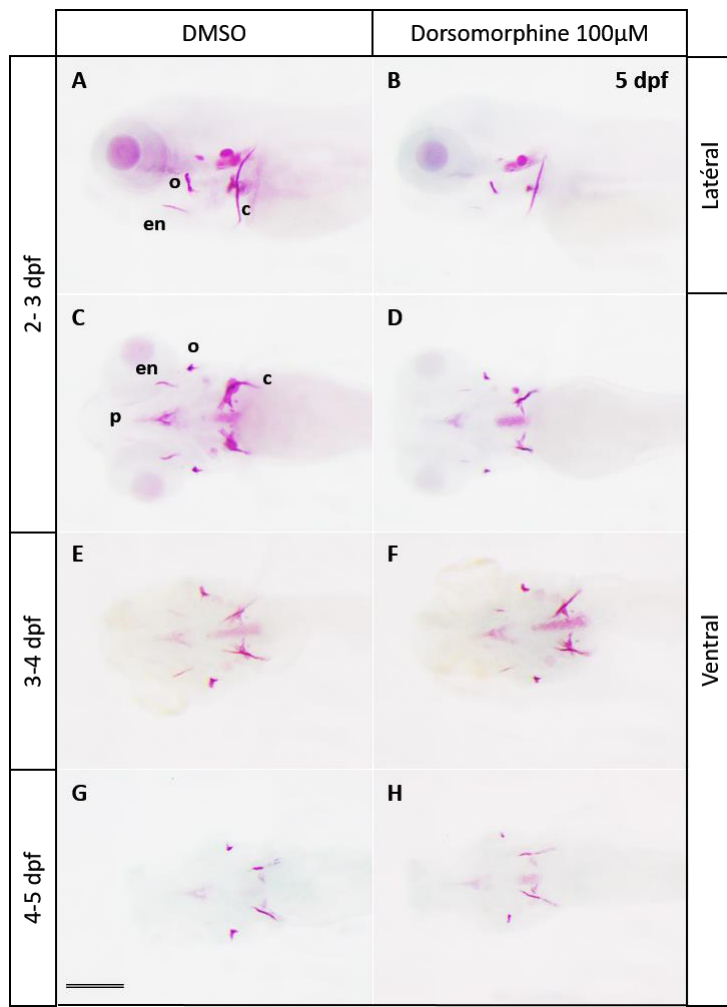 DMSO
Dorsomorphine 100µM
A
B
5 dpf
o
en
c
Latéral
2- 3 dpf
C
D
o
en
c
p
E
F
3-4 dpf
Ventral
G
H
4-5 dpf